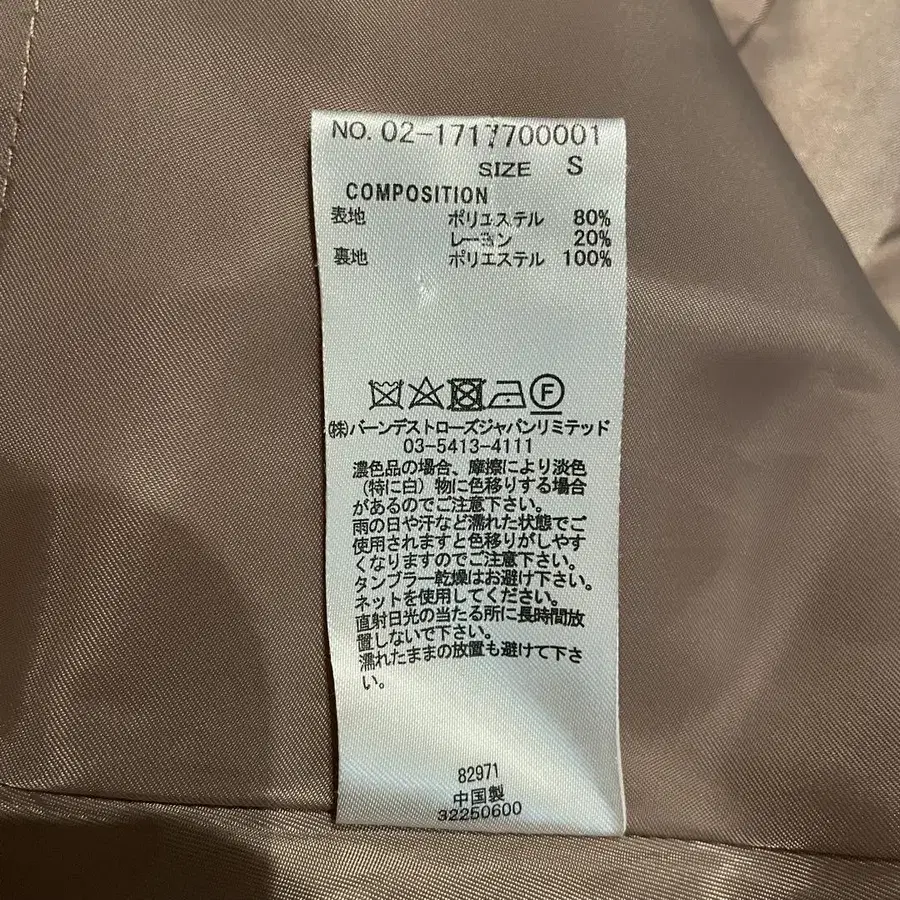 NO. 02-1717700001
SIZE S
COMPOSITION
表地 ポリエステル 80%
レーヨン 20%
裏地 ポリエステル 100%
F
㈱バーンデストローズジャパンリミテッド
03-5413-4111
濃色品の場合、摩擦により淡色
（特に白）物に色移りする場合
があるのでご注意下さい。
雨の日や汗など濡れた状態でご
使用されますと色移りがしやす
くなりますのでご注意下さい。
タンブラー乾燥はお避け下さい。
ネットを使用してください。
直射日光の当たる所に長時間放
置しないで下さい。
濡れたままの放置も避けて下さ
い。
82971
中国製
32250600